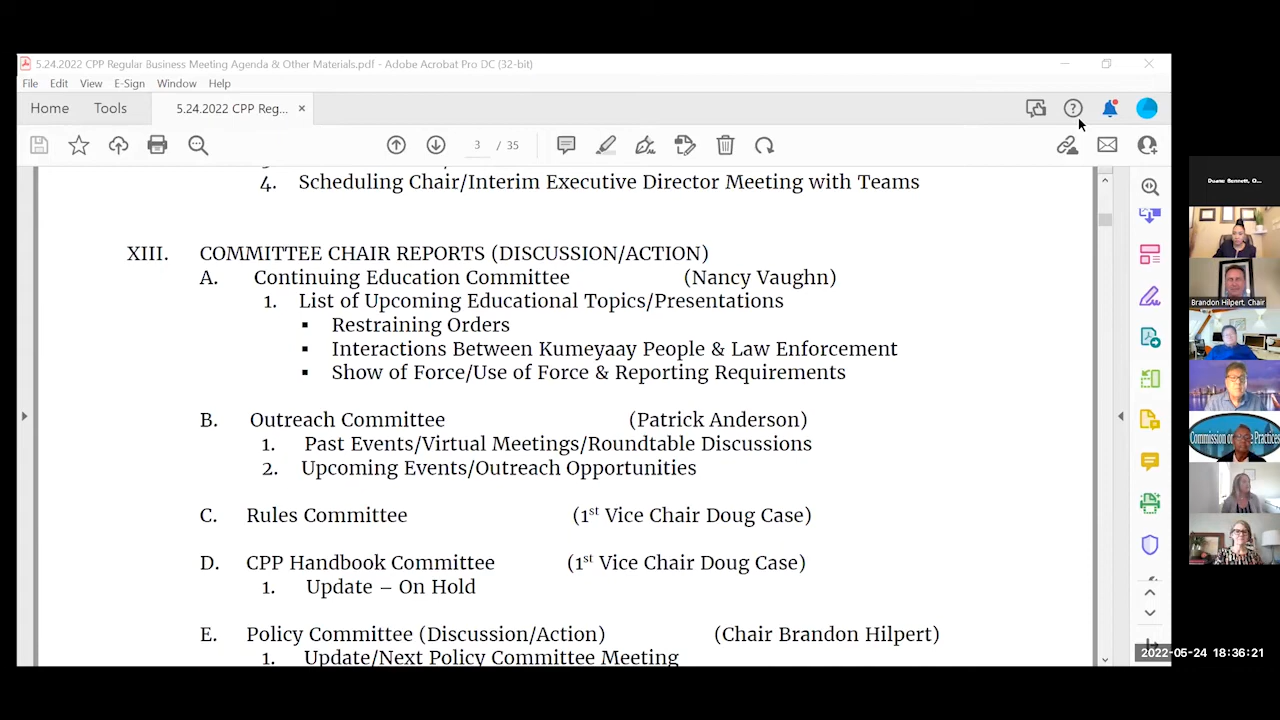 5.24.2022 CPP Regular Business Meeting Agenda & Other Materials.pdf - Adobe Acrobat Pro DC (32-bit)
File Edit View E-Sign Window Help
Home Tools 5.24.2022 CPP Reg... ×
3 / 35
4. Scheduling Chair/Interim Executive Director Meeting with Teams
XIII. COMMITTEE CHAIR REPORTS (DISCUSSION/ACTION)
A. Continuing Education Committee (Nancy Vaughn)
1. List of Upcoming Educational Topics/Presentations
▪ Restraining Orders
▪ Interactions Between Kumeyaay People & Law Enforcement
▪ Show of Force/Use of Force & Reporting Requirements
B. Outreach Committee (Patrick Anderson)
1. Past Events/Virtual Meetings/Roundtable Discussions
2. Upcoming Events/Outreach Opportunities
C. Rules Committee (1st Vice Chair Doug Case)
D. CPP Handbook Committee (1st Vice Chair Doug Case)
1. Update – On Hold
E. Policy Committee (Discussion/Action) (Chair Brandon Hilpert)
1. Update/Next Policy Committee Meeting
Duane Bennett, O...
Brandon Hilpert, Chair
Commission o
Practices
2022-05-24 18:36:21